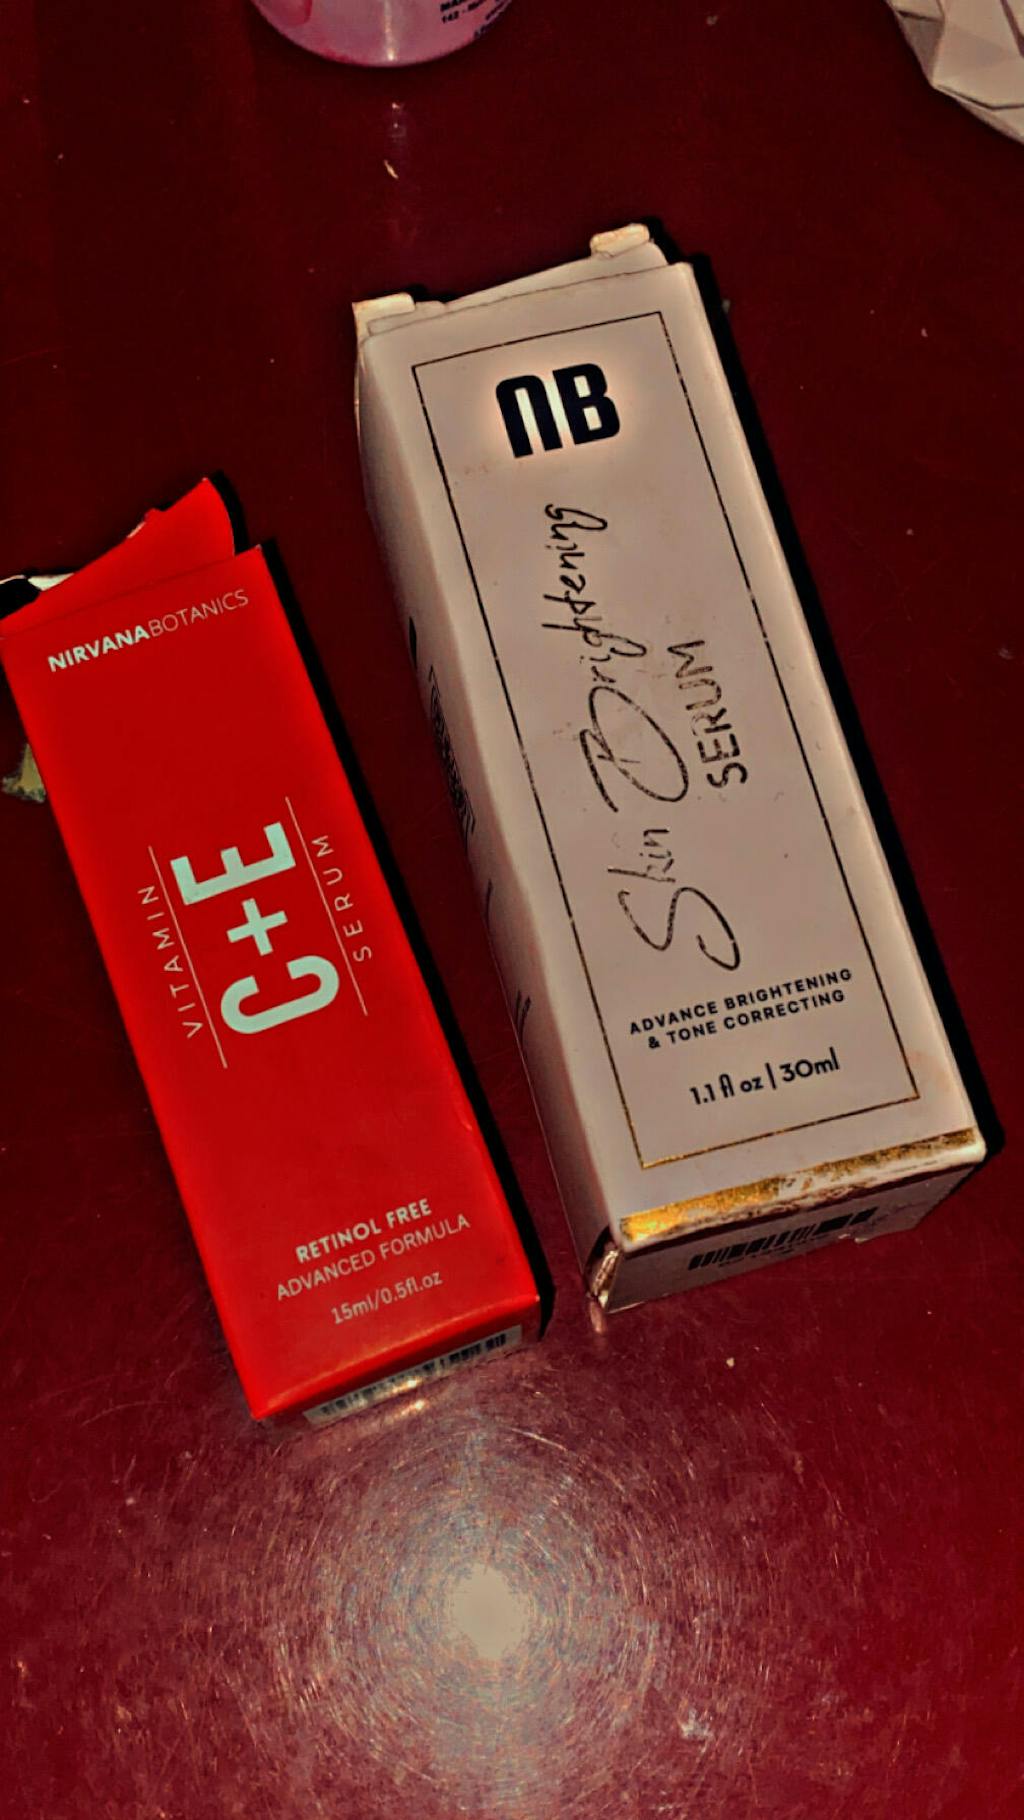 NIRVANABOTANICS
VITAMIN
C+E
SERUM
RETINOL FREE
ADVANCED FORMULA
15ml/0.5fl.oz
NB
Skin Brightening
SERUM
ADVANCE BRIGHTENING
& TONE CORRECTING
1.1 fl oz | 30ml